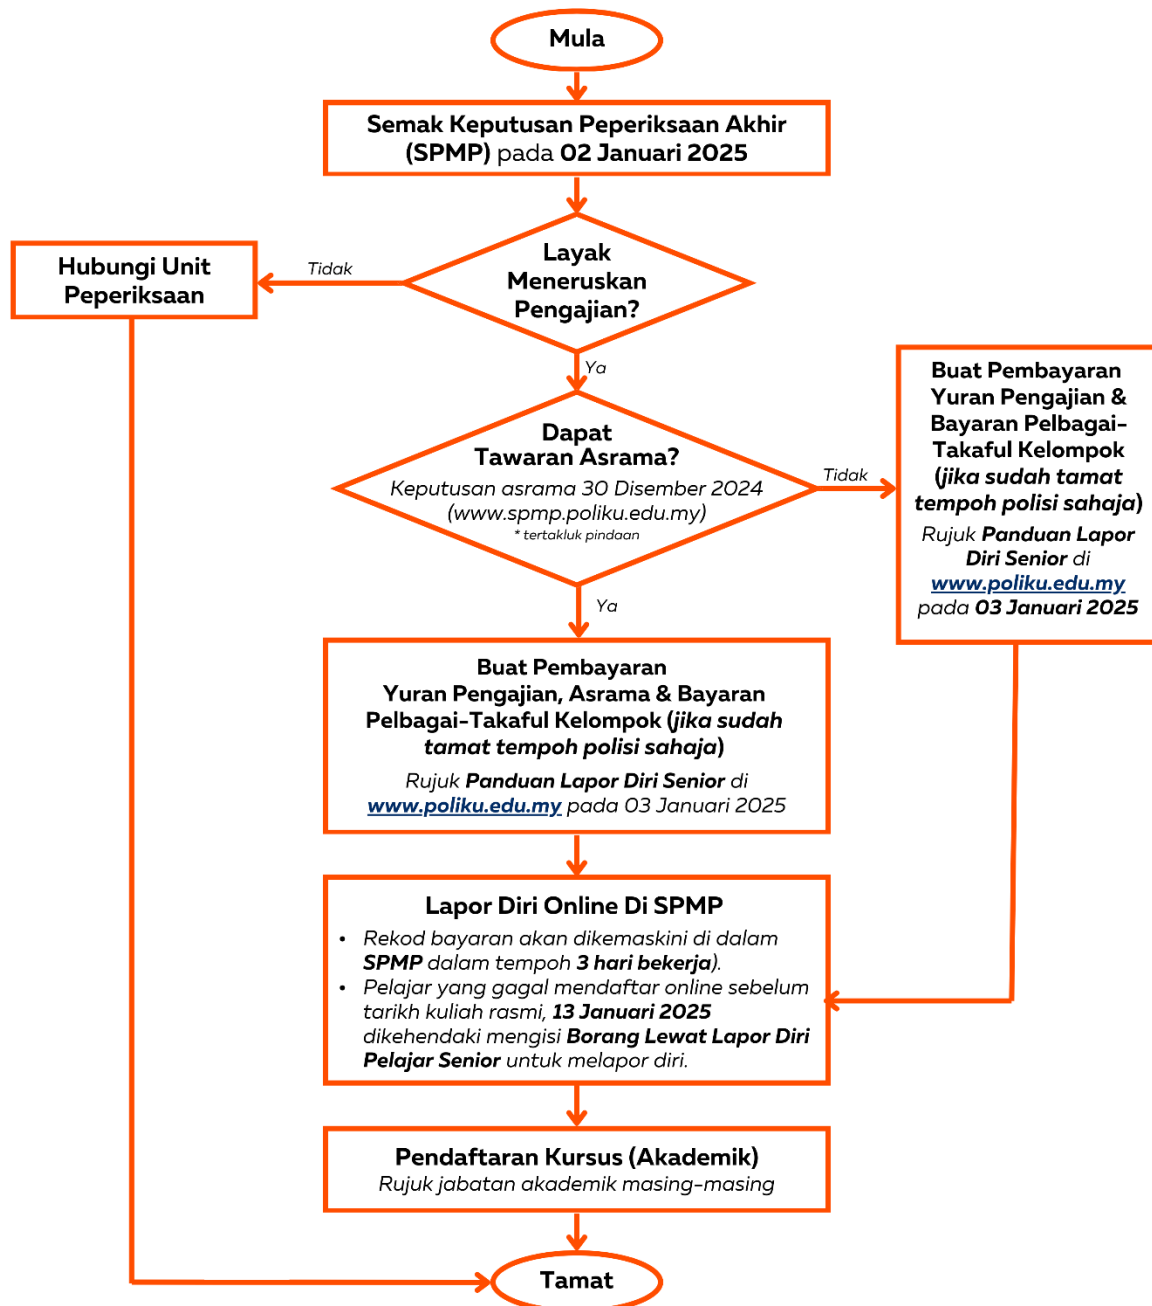 Mula
Semak Keputusan Peperiksaan Akhir
(SPMP) pada 02 Januari 2025
Layak
Meneruskan
Pengajian?
Tidak
Hubungi Unit
Peperiksaan
Ya
Dapat
Tawaran Asrama?
Keputusan asrama 30 Disember 2024
(www.spmp.poliku.edu.my)
* tertakluk pindaan
Tidak
Buat Pembayaran
Yuran Pengajian &
Bayaran Pelbagai-
Takaful Kelompok
(jika sudah tamat
tempoh polisi sahaja)
Rujuk Panduan Lapor
Diri Senior di
www.poliku.edu.my
pada 03 Januari 2025
Ya
Buat Pembayaran
Yuran Pengajian, Asrama & Bayaran
Pelbagai-Takaful Kelompok (jika sudah
tamat tempoh polisi sahaja)
Rujuk Panduan Lapor Diri Senior di
www.poliku.edu.my pada 03 Januari 2025
Lapor Diri Online Di SPMP
• Rekod bayaran akan dikemaskini di dalam
SPMP dalam tempoh 3 hari bekerja).
• Pelajar yang gagal mendaftar online sebelum
tarikh kuliah rasmi, 13 Januari 2025
dikehendaki mengisi Borang Lewat Lapor Diri
Pelajar Senior untuk melapor diri.
Pendaftaran Kursus (Akademik)
Rujuk jabatan akademik masing-masing
Tamat